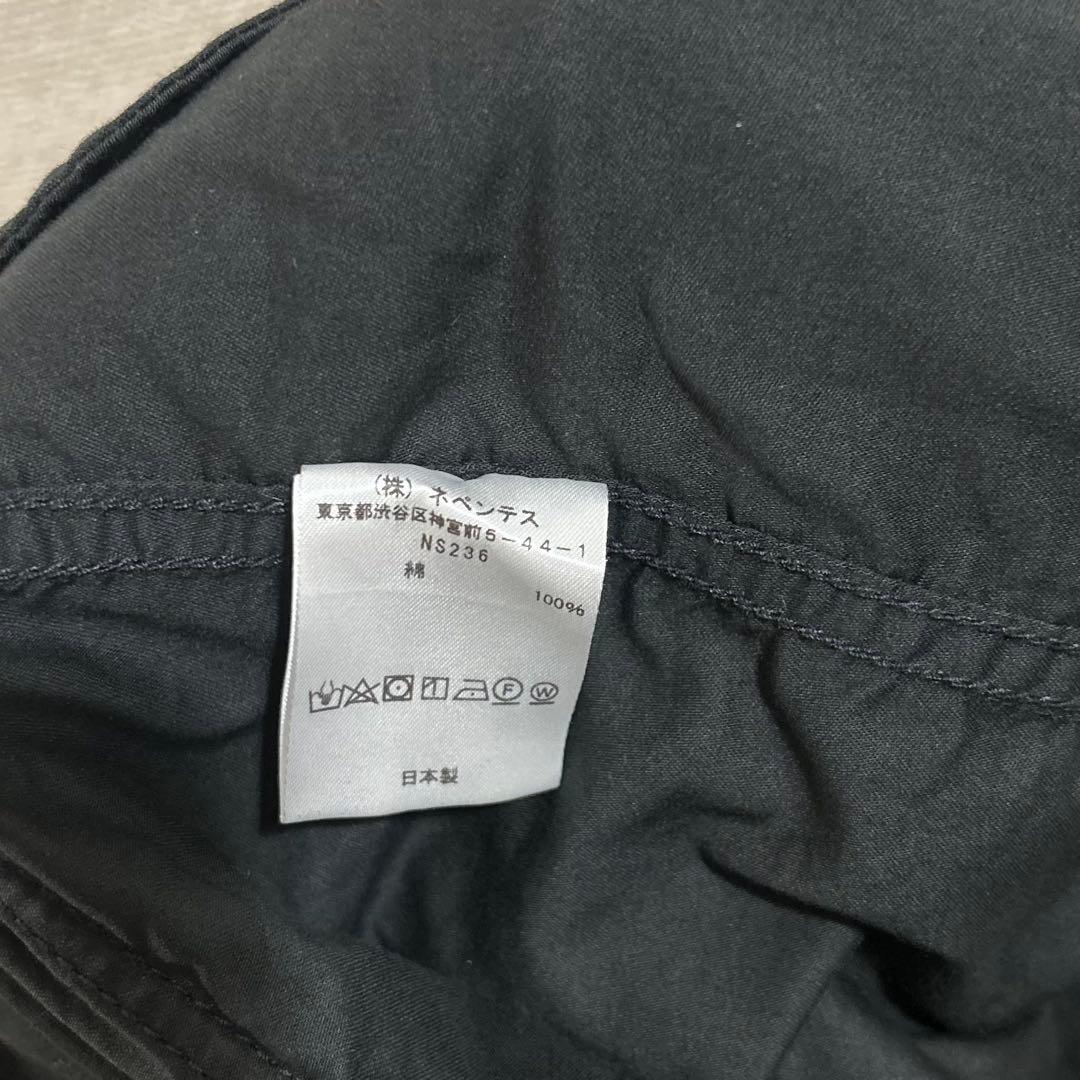 (株) ネペンテス
東京都渋谷区神宮前5-44-1
NS236
綿
100%
F W
日本製